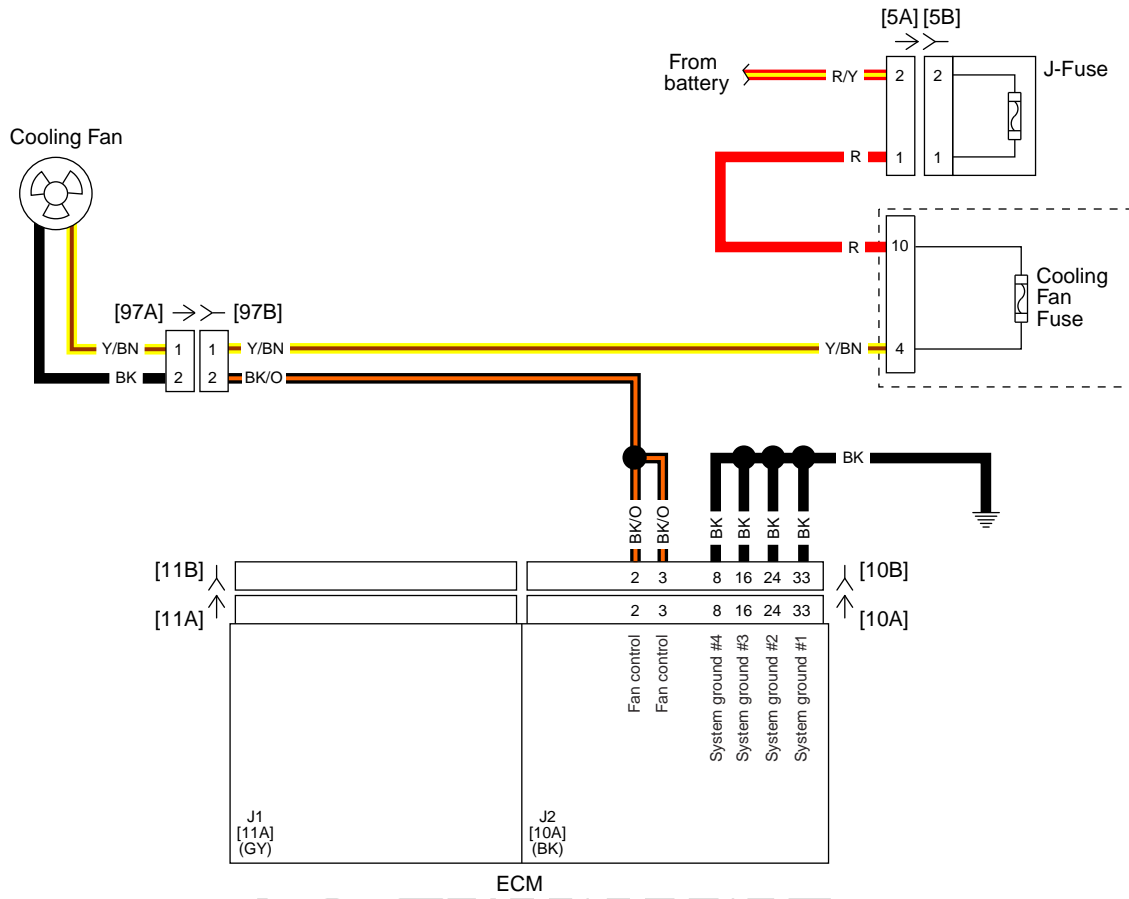 [5A] [5B]
From
battery
R/Y
2
2
J-Fuse
R
1
1
Cooling Fan
R
10
Cooling
Fan
Fuse
[97A]
[97B]
Y/BN
1
1
Y/BN
Y/BN
4
BK
2
2
BK/O
BK
BK/O
BK/O
BK
BK
BK
BK
[11B]
2
3
8
16
24
33
[10B]
[11A]
2
3
8
16
24
33
[10A]
Fan control
Fan control
System ground #4
System ground #3
System ground #2
System ground #1
J1
[11A]
(GY)
J2
[10A]
(BK)
ECM